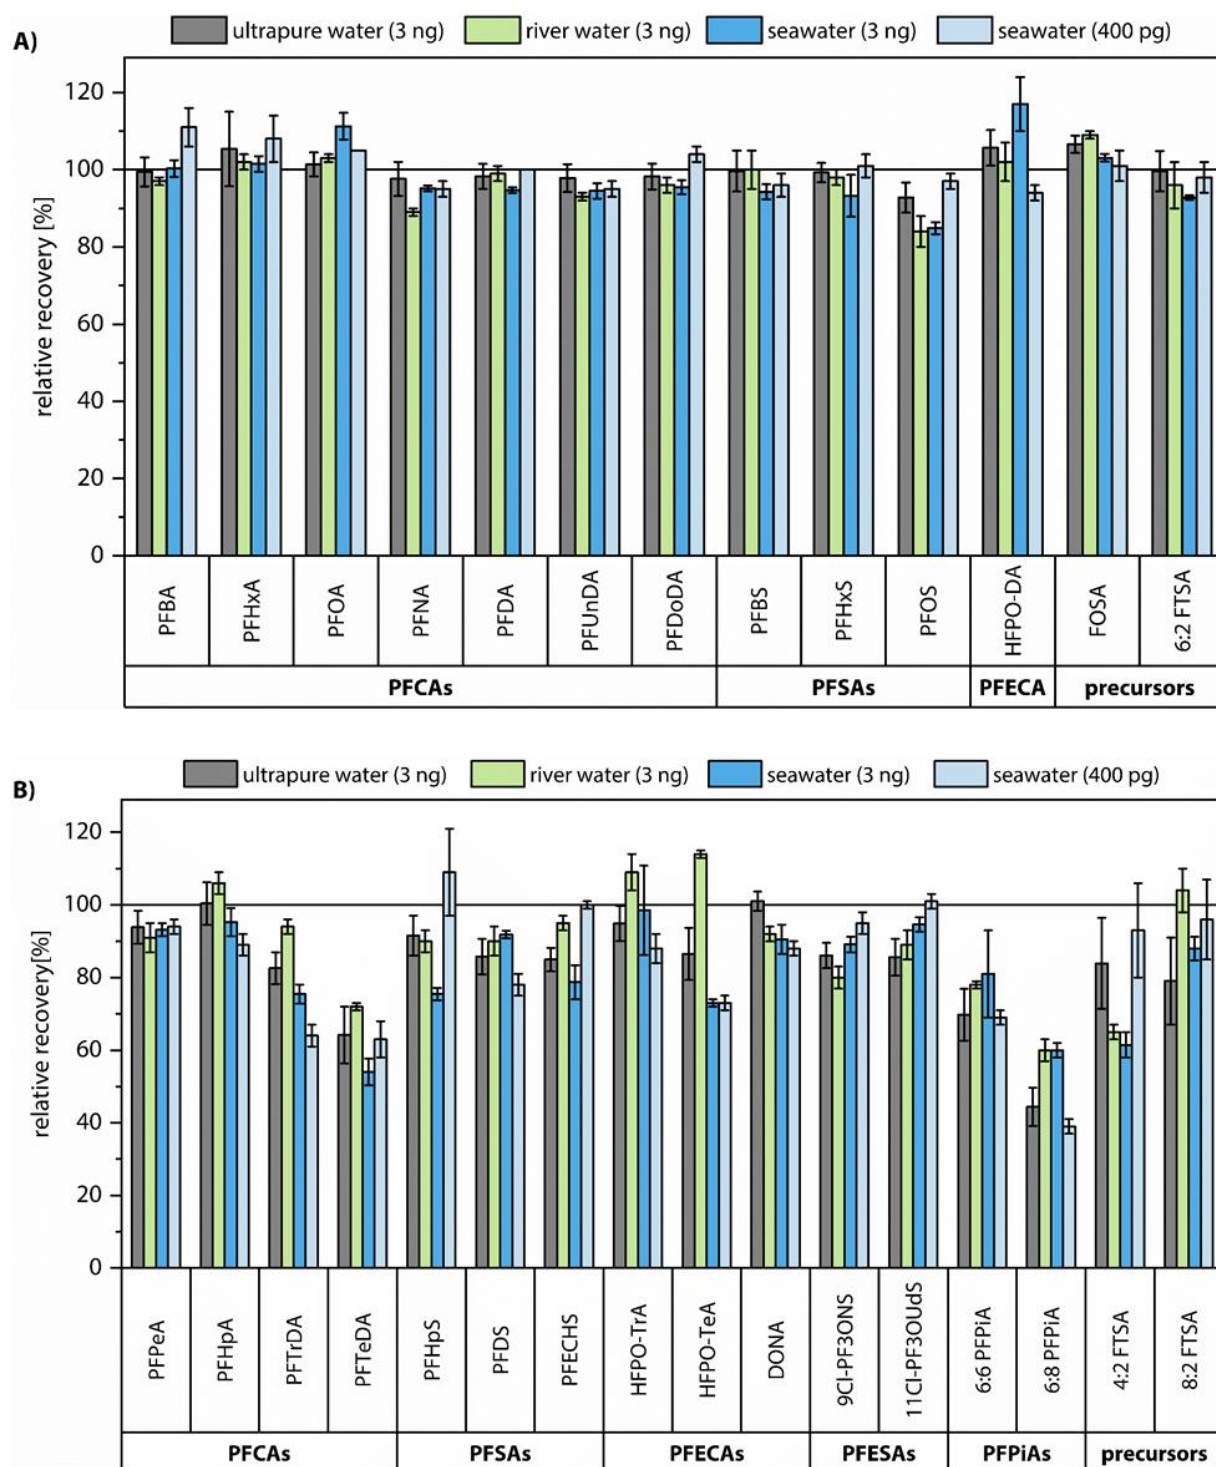 A)
ultrapure water (3 ng) river water (3 ng) seawater (3 ng) seawater (400 pg)
relative recovery [%]
120
100
80
60
40
20
0
PFBA PFHxA PFOA PFNA PFDA PFUnDA PFDoDA PFBS PFHxS PFOS HFPO-DA FOSA 6:2 FTSA
PFCAs PFSAs PFECA precursors
B)
ultrapure water (3 ng) river water (3 ng) seawater (3 ng) seawater (400 pg)
relative recovery[%]
120
100
80
60
40
20
0
PFPeA PFHpA PFTrDA PFTeDA PFHpS PFDS PFECHS HFPO-TrA HFPO-TeA DONA 9Cl-PF3ONS 11Cl-PF3OUdS 6:6 PFPiA 6:8 PFPiA 4:2 FTSA 8:2 FTSA
PFCAs PFSAs PFECAs PFESAs PFPiAs precursors